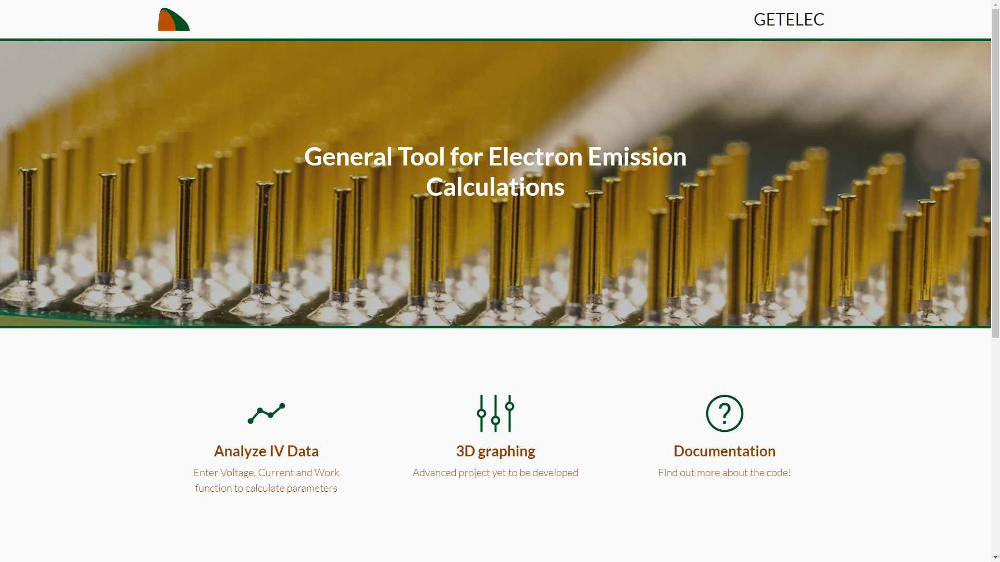 GETELEC
General Tool for Electron Emission
Calculations
Analyze IV Data
Enter Voltage, Current and Work
function to calculate parameters
3D graphing
Advanced project yet to be developed
Documentation
Find out more about the code!